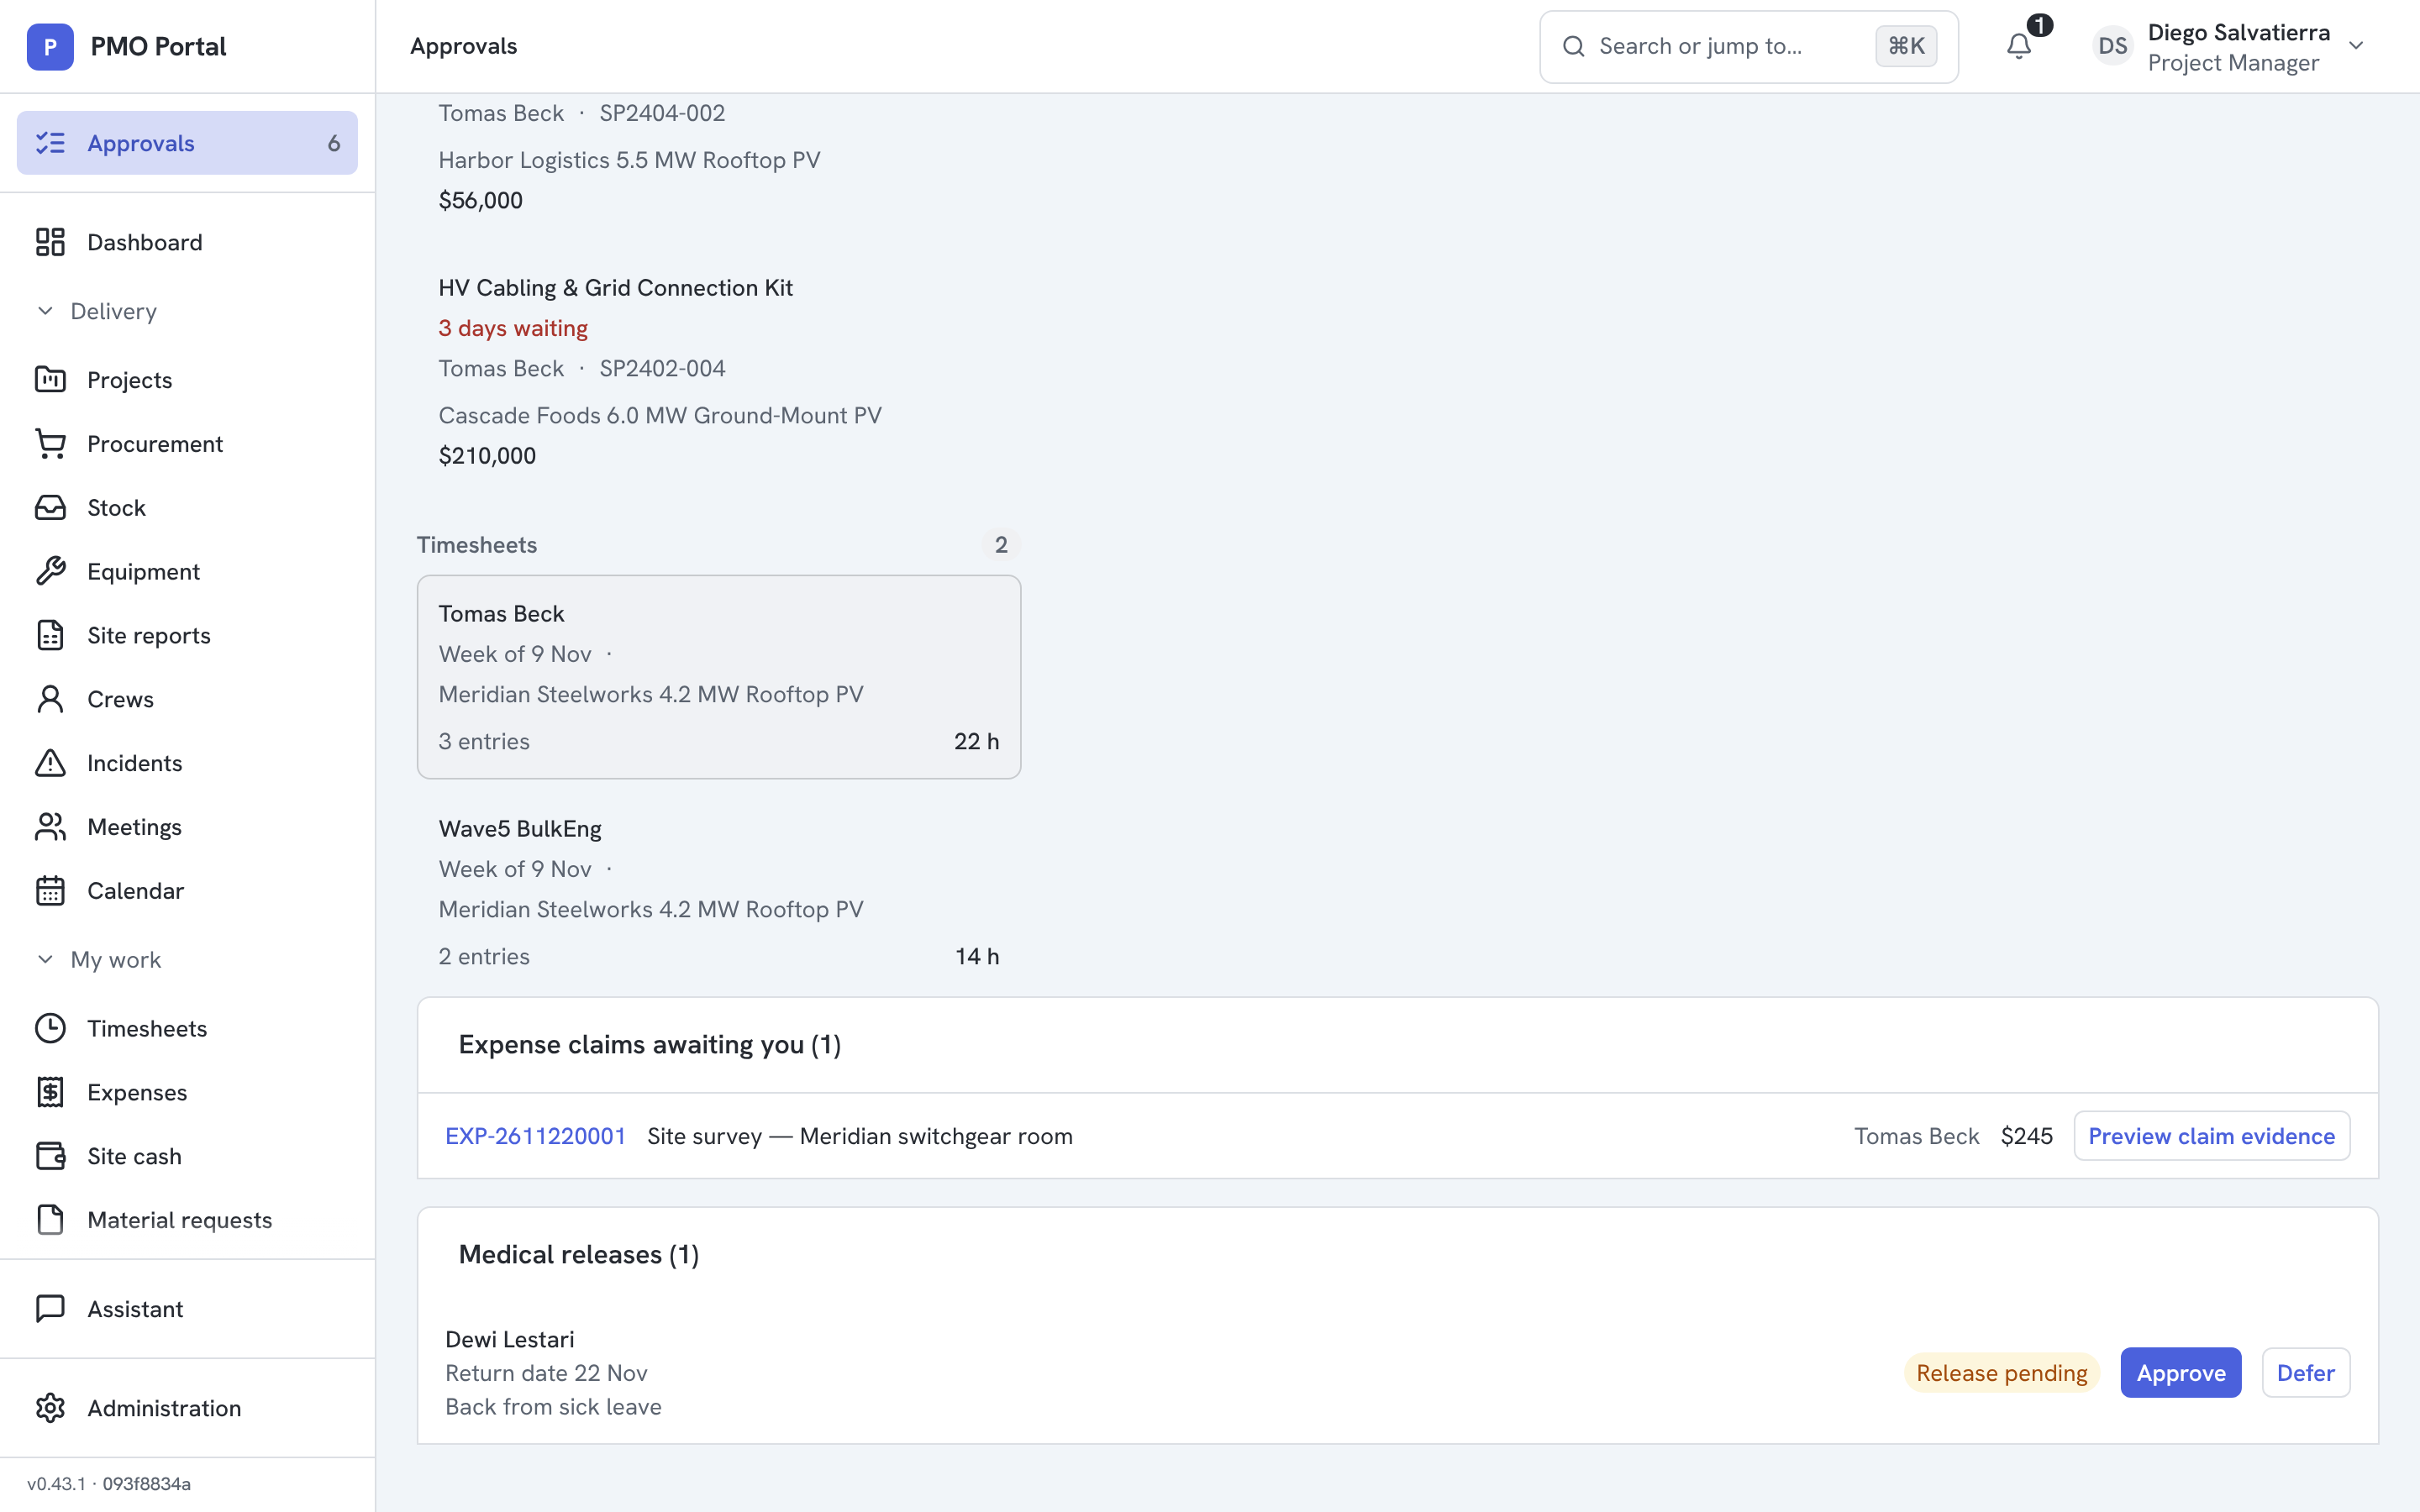 P PMO Portal
Approvals
Search or jump to... ⌘K
1
DS Diego Salvatierra
Project Manager
Approvals 6
Dashboard
Delivery
Projects
Procurement
Stock
Equipment
Site reports
Crews
Incidents
Meetings
Calendar
My work
Timesheets
Expenses
Site cash
Material requests
Assistant
Administration
v0.43.1 · 093f8834a
Tomas Beck · SP2404-002
Harbor Logistics 5.5 MW Rooftop PV
$56,000
HV Cabling & Grid Connection Kit
3 days waiting
Tomas Beck · SP2402-004
Cascade Foods 6.0 MW Ground-Mount PV
$210,000
Timesheets 2
Tomas Beck
Week of 9 Nov ·
Meridian Steelworks 4.2 MW Rooftop PV
3 entries 22 h
Wave5 BulkEng
Week of 9 Nov ·
Meridian Steelworks 4.2 MW Rooftop PV
2 entries 14 h
Expense claims awaiting you (1)
EXP-2611220001 Site survey — Meridian switchgear room Tomas Beck $245 Preview claim evidence
Medical releases (1)
Dewi Lestari
Return date 22 Nov
Back from sick leave
Release pending Approve Defer